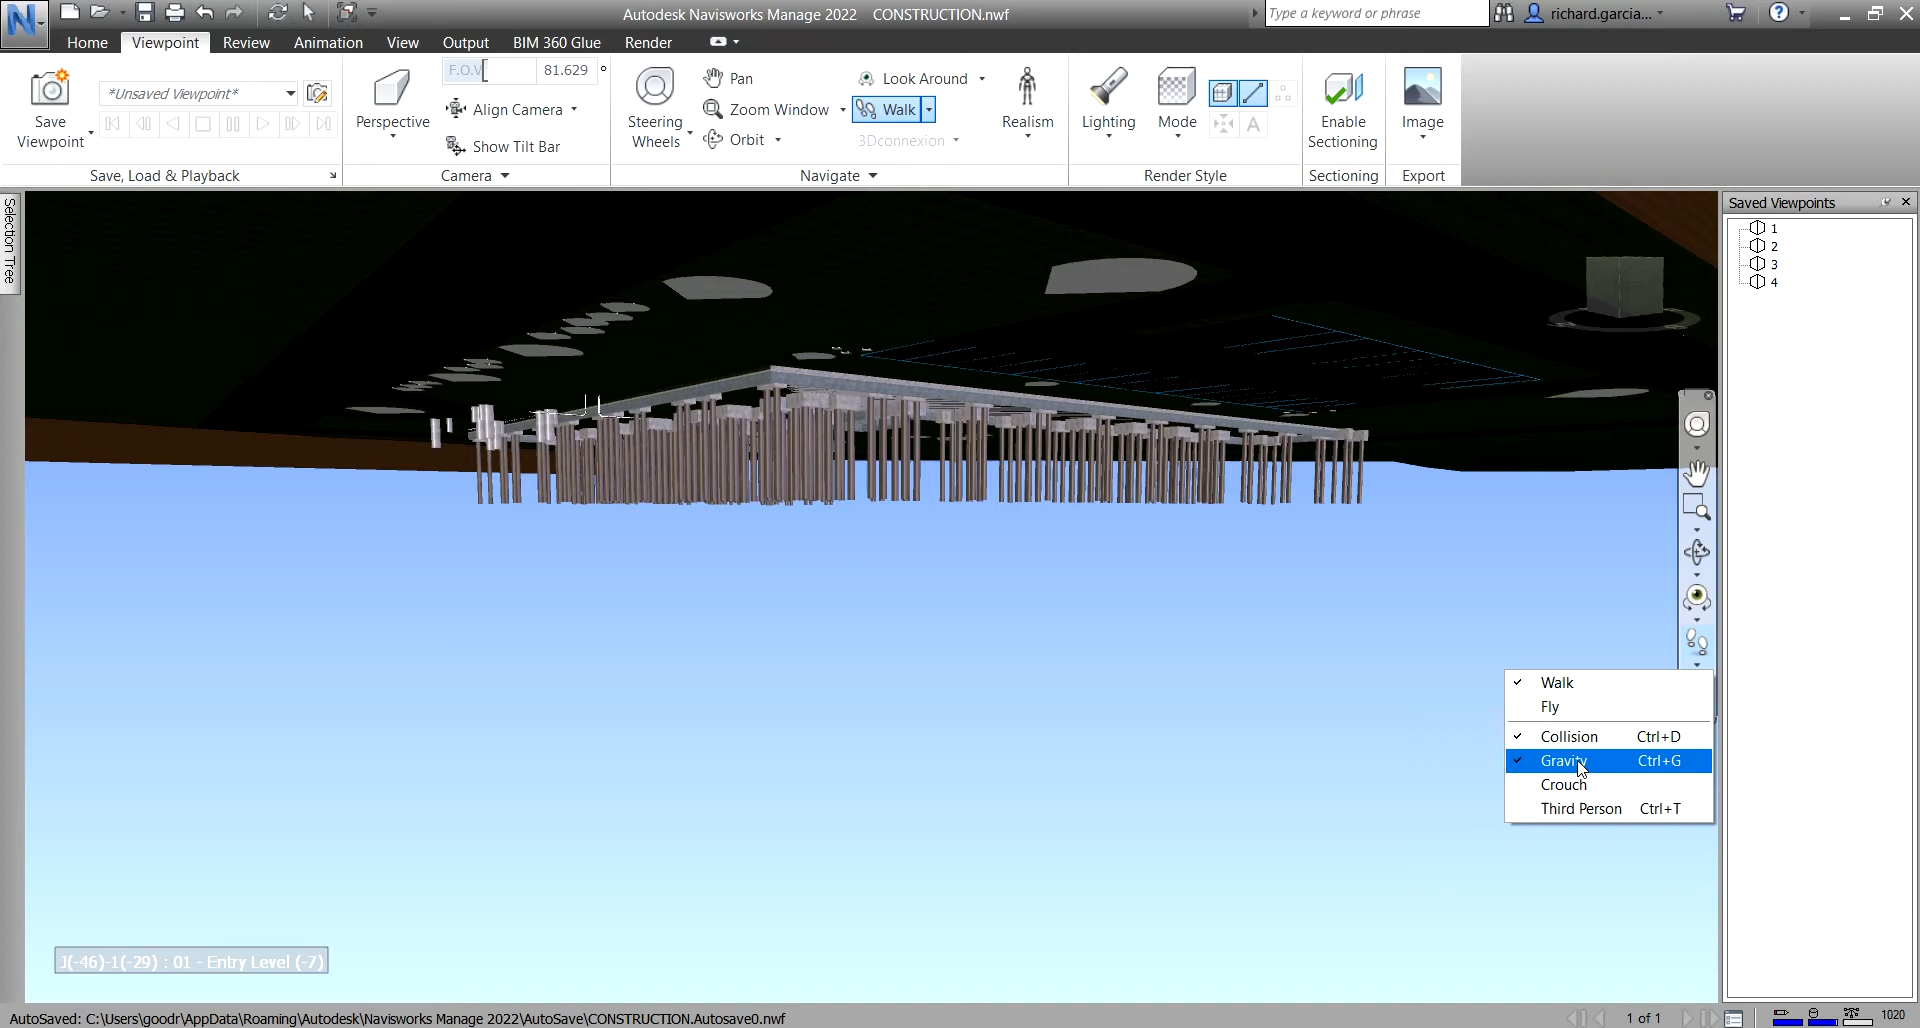 Autodesk Navisworks Manage 2022 CONSTRUCTION.nwf
Type a keyword or phrase
richard.garcia...
Home Viewpoint Review Animation View Output BIM 360 Glue Render
*Unsaved Viewpoint*
Save Viewpoint
Save, Load & Playback
Perspective
F.O.V 81.629 °
Align Camera
Show Tilt Bar
Camera
Steering Wheels
Pan
Zoom Window
Orbit
Look Around
Walk
3Dconnexion
Realism
Navigate
Lighting
Mode
A
Render Style
Enable Sectioning
Sectioning
Image
Export
Selection Tree
Saved Viewpoints
1
2
3
4
Walk
Fly
Collision Ctrl+D
Gravity Ctrl+G
Crouch
Third Person Ctrl+T
J(-46)-1(-29) : 01 - Entry Level (-7)
AutoSaved: C:\Users\goodr\AppData\Roaming\Autodesk\Navisworks Manage 2022\AutoSave\CONSTRUCTION.Autosave0.nwf
1 of 1
1020